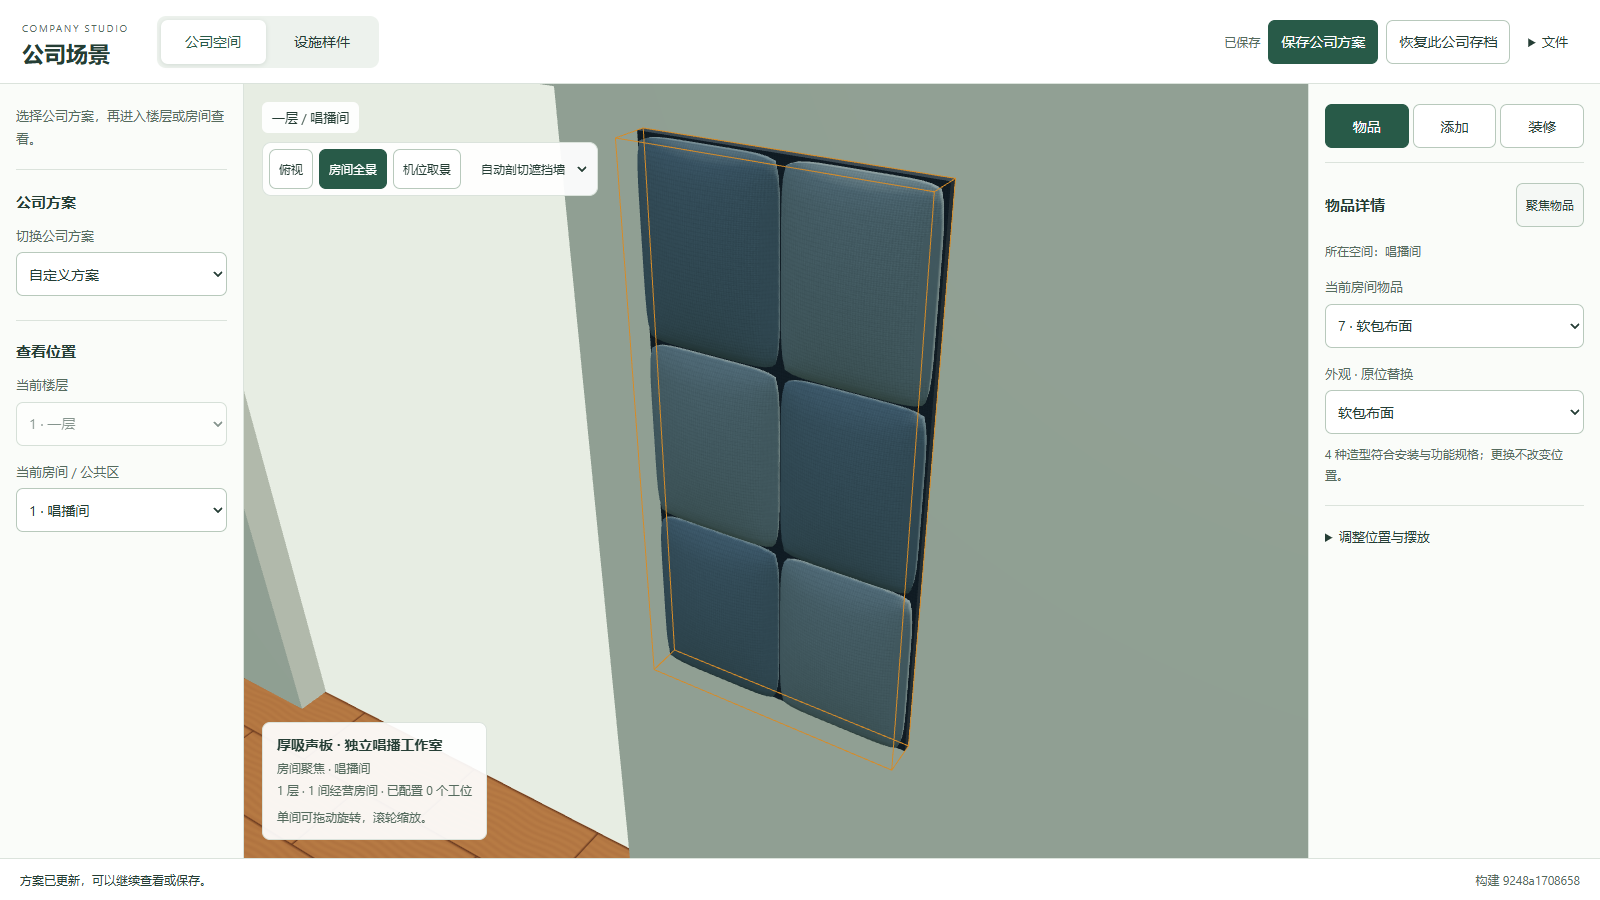 COMPANY STUDIO
公司场景
公司空间
设施样件
已保存
保存公司方案
恢复此公司存档
文件
选择公司方案，再进入楼层或房间查
看。
公司方案
切换公司方案
自定义方案
查看位置
当前楼层
1 · 一层
当前房间 / 公共区
1 · 唱播间
一层 / 唱播间
俯视
房间全景
机位取景
自动剖切遮挡墙
厚吸声板 · 独立唱播工作室
房间聚焦 · 唱播间
1 层 · 1 间经营房间 · 已配置 0 个工位
单间可拖动旋转，滚轮缩放。
物品
添加
装修
物品详情
聚焦物品
所在空间：唱播间
当前房间物品
7 · 软包布面
外观 · 原位替换
软包布面
4 种造型符合安装与功能规格；更换不改变位
置。
调整位置与摆放
方案已更新，可以继续查看或保存。
构建 9248a1708658